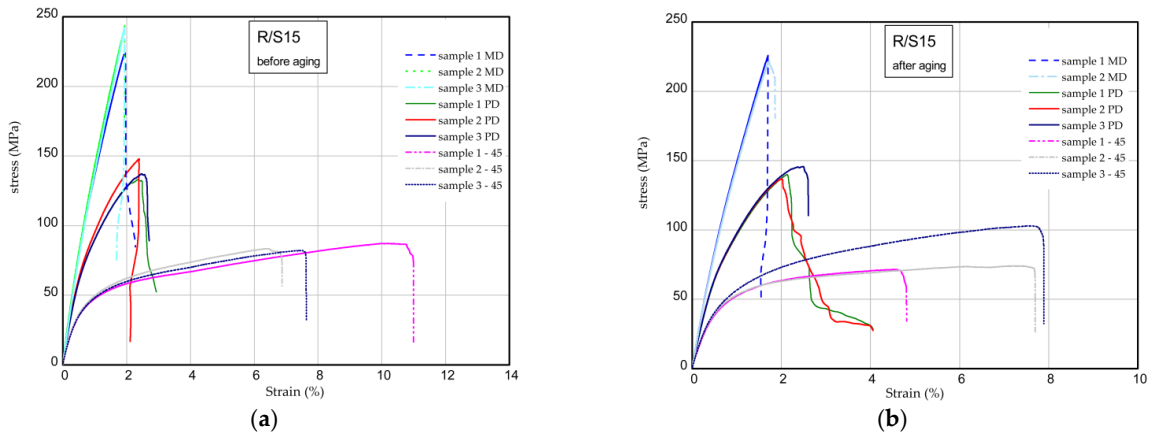 250
200
150
100
50
0
stress (MPa)
R/S15
before aging
sample 1 MD
sample 2 MD
sample 3 MD
sample 1 PD
sample 2 PD
sample 3 PD
sample 1 - 45
sample 2 - 45
sample 3 - 45
0 2 4 6 8 10 12 14
Strain (%)
(a)
250
200
150
100
50
0
stress (MPa)
R/S15
after aging
sample 1 MD
sample 2 MD
sample 1 PD
sample 2 PD
sample 3 PD
sample 1 - 45
sample 2 - 45
sample 3 - 45
0 2 4 6 8 10
Strain (%)
(b)